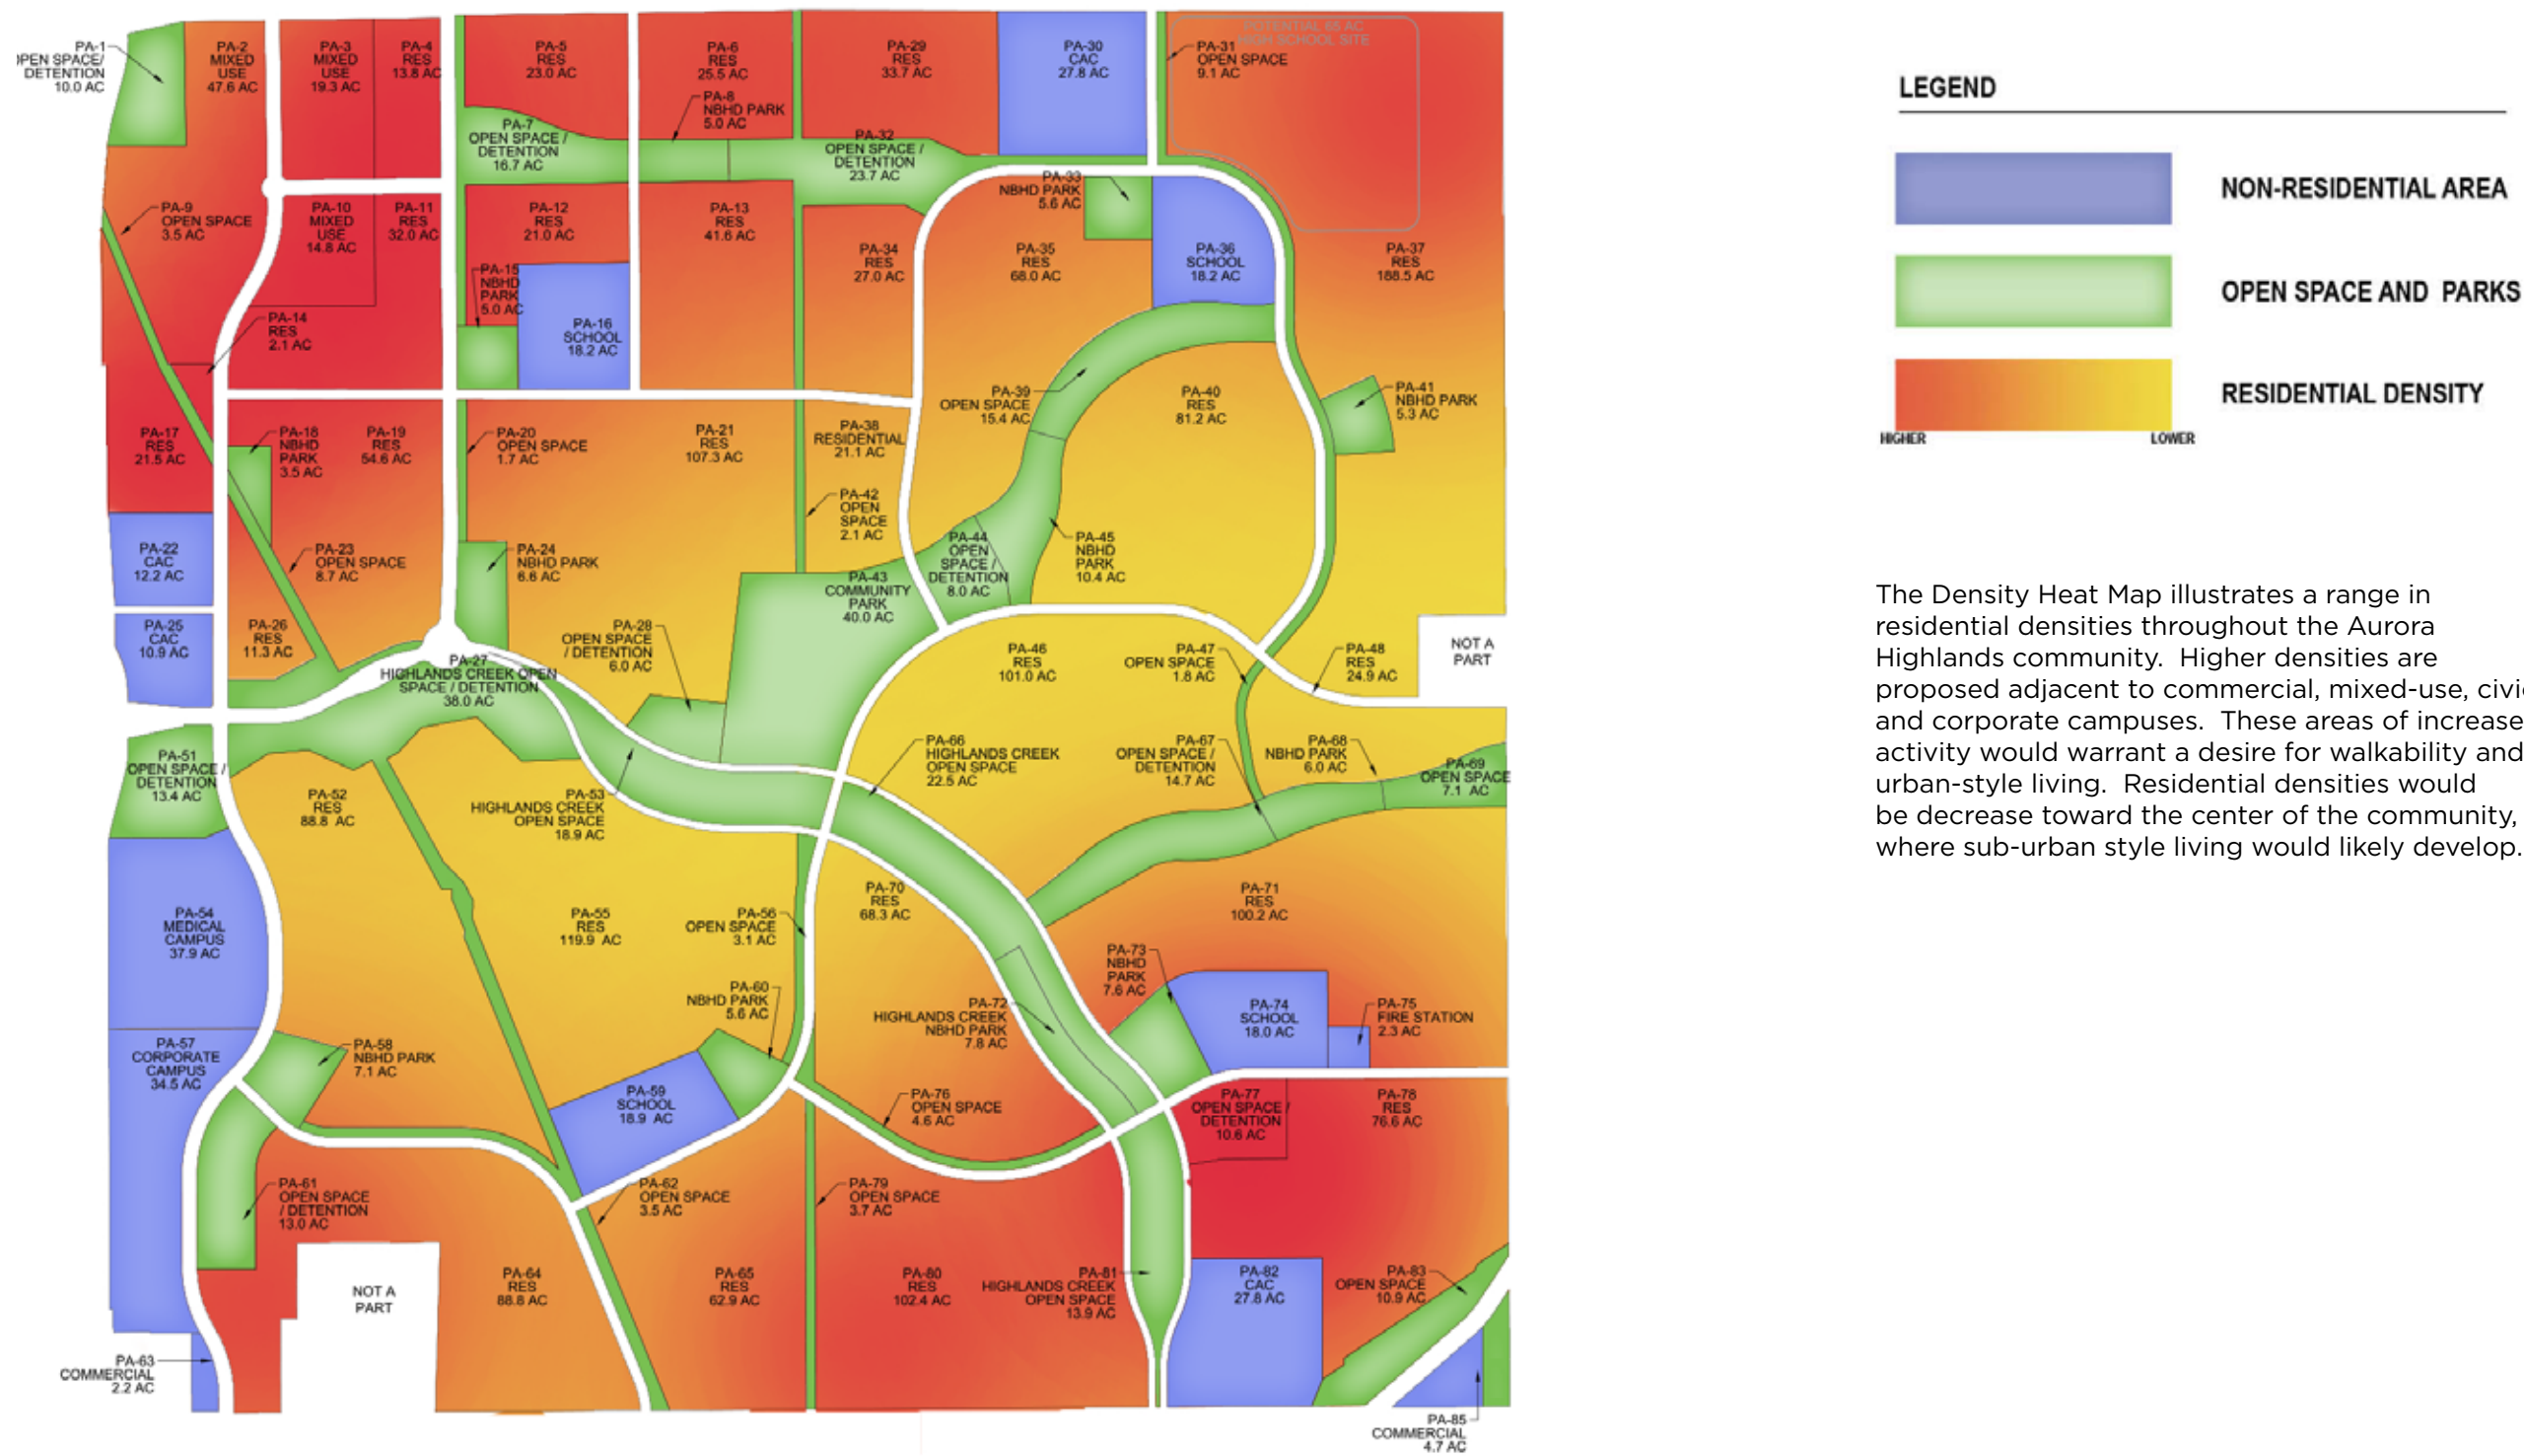 PA-1
OPEN SPACE/
DETENTION
10.0 AC
PA-2
MIXED
USE
47.6 AC
PA-3
MIXED
USE
19.3 AC
PA-4
RES
13.8 AC
PA-5
RES
23.0 AC
PA-6
RES
25.5 AC
PA-29
RES
33.7 AC
PA-30
CAC
27.8 AC
POTENTIAL 65 AC
HIGH SCHOOL SITE
PA-31
OPEN SPACE
9.1 AC
PA-8
NBHD PARK
5.0 AC
PA-7
OPEN SPACE /
DETENTION
16.7 AC
PA-32
OPEN SPACE /
DETENTION
23.7 AC
PA-33
NBHD PARK
5.6 AC
PA-9
OPEN SPACE
3.5 AC
PA-10
MIXED
USE
14.8 AC
PA-11
RES
32.0 AC
PA-12
RES
21.0 AC
PA-13
RES
41.6 AC
PA-34
RES
27.0 AC
PA-35
RES
68.0 AC
PA-36
SCHOOL
18.2 AC
PA-37
RES
188.5 AC
PA-15
NBHD
PARK
5.0 AC
PA-14
RES
2.1 AC
PA-16
SCHOOL
18.2 AC
PA-39
OPEN SPACE
15.4 AC
PA-40
RES
81.2 AC
PA-41
NBHD PARK
5.3 AC
PA-17
RES
21.5 AC
PA-18
NBHD
PARK
3.5 AC
PA-19
RES
54.6 AC
PA-20
OPEN SPACE
1.7 AC
PA-21
RES
107.3 AC
PA-38
RESIDENTIAL
21.1 AC
PA-42
OPEN
SPACE
2.1 AC
PA-22
CAC
12.2 AC
PA-23
OPEN SPACE
8.7 AC
PA-24
NBHD PARK
6.6 AC
PA-43
COMMUNITY
PARK
40.0 AC
PA-44
OPEN
SPACE /
DETENTION
8.0 AC
PA-45
NBHD
PARK
10.4 AC
PA-25
CAC
10.9 AC
PA-26
RES
11.3 AC
PA-28
OPEN SPACE
/ DETENTION
6.0 AC
PA-27
HIGHLANDS CREEK OPEN
SPACE / DETENTION
38.0 AC
PA-46
RES
101.0 AC
PA-47
OPEN SPACE
1.8 AC
PA-48
RES
24.9 AC
NOT A
PART
PA-51
OPEN SPACE /
DETENTION
13.4 AC
PA-52
RES
88.8 AC
PA-53
HIGHLANDS CREEK
OPEN SPACE
18.9 AC
PA-66
HIGHLANDS CREEK
OPEN SPACE
22.5 AC
PA-67
OPEN SPACE /
DETENTION
14.7 AC
PA-68
NBHD PARK
6.0 AC
PA-69
OPEN SPACE
7.1 AC
PA-54
MEDICAL
CAMPUS
37.9 AC
PA-55
RES
119.9 AC
PA-56
OPEN SPACE
3.1 AC
PA-70
RES
68.3 AC
PA-71
RES
100.2 AC
PA-73
NBHD
PARK
7.6 AC
PA-60
NBHD PARK
5.6 AC
PA-72
HIGHLANDS CREEK
NBHD PARK
7.8 AC
PA-74
SCHOOL
18.0 AC
PA-75
FIRE STATION
2.3 AC
PA-57
CORPORATE
CAMPUS
34.5 AC
PA-58
NBHD PARK
7.1 AC
PA-59
SCHOOL
18.9 AC
PA-76
OPEN SPACE
4.6 AC
PA-77
OPEN SPACE /
DETENTION
10.6 AC
PA-78
RES
76.6 AC
PA-61
OPEN SPACE
/ DETENTION
13.0 AC
PA-62
OPEN SPACE
3.5 AC
PA-79
OPEN SPACE
3.7 AC
NOT A
PART
PA-64
RES
88.8 AC
PA-65
RES
62.9 AC
PA-80
RES
102.4 AC
PA-81
HIGHLANDS CREEK
OPEN SPACE
13.9 AC
PA-82
CAC
27.8 AC
PA-83
OPEN SPACE
10.9 AC
PA-63
COMMERCIAL
2.2 AC
PA-85
COMMERCIAL
4.7 AC
LEGEND
NON-RESIDENTIAL AREA
OPEN SPACE AND PARKS
RESIDENTIAL DENSITY
HIGHER
LOWER
The Density Heat Map illustrates a range in
residential densities throughout the Aurora
Highlands community. Higher densities are
proposed adjacent to commercial, mixed-use, civic
and corporate campuses. These areas of increase
activity would warrant a desire for walkability and
urban-style living. Residential densities would
be decrease toward the center of the community,
where sub-urban style living would likely develop.